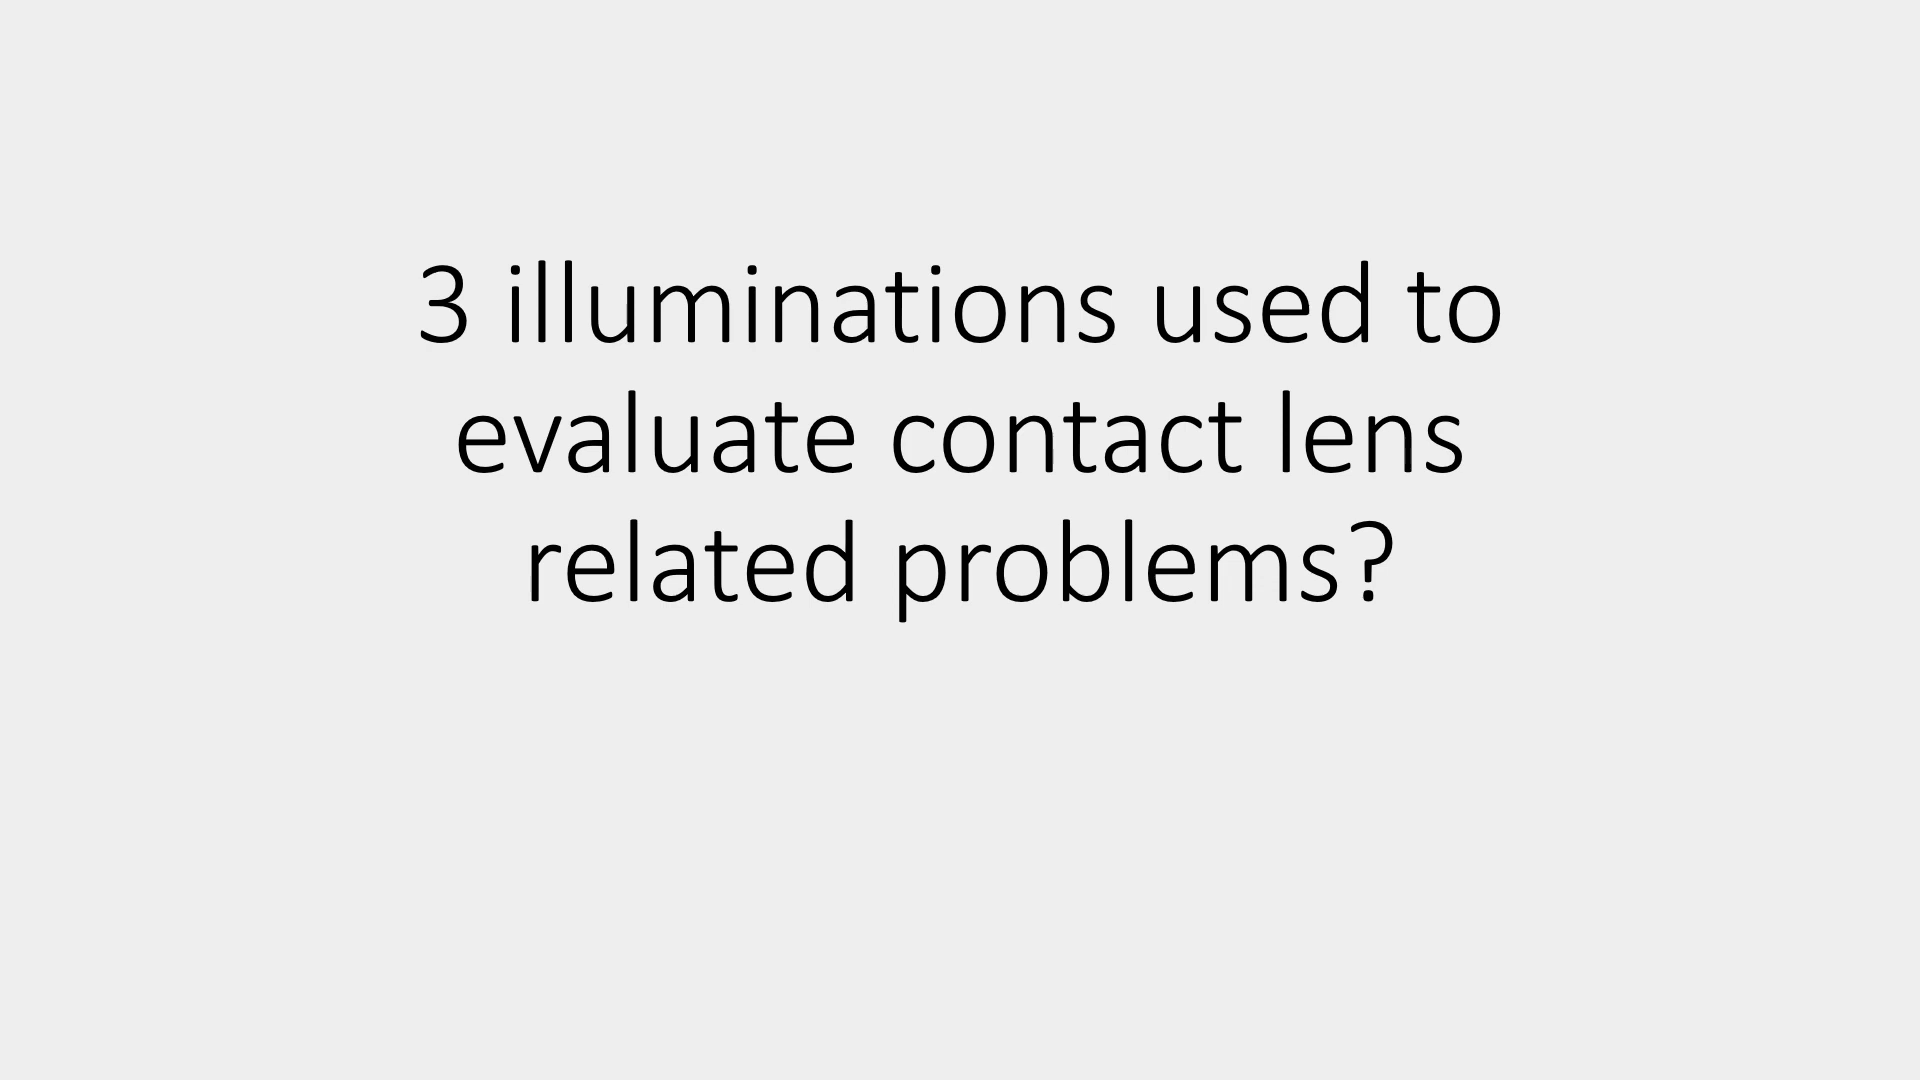 3 illuminations used to
evaluate contact lens
related problems?